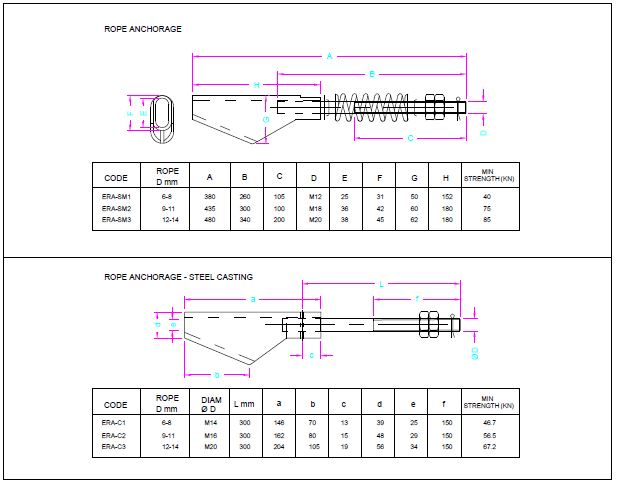 ROPE ANCHORAGE
A
B
H
F E G D
C
CODE ROPE D mm A B C D E F G H MIN STRENGTH (KN)
ERA-SM1 6-8 380 260 105 M12 25 31 50 152 40
ERA-SM2 9-11 435 300 100 M18 36 42 60 180 75
ERA-SM3 12-14 480 340 200 M20 38 45 62 180 85
ROPE ANCHORAGE - STEEL CASTING
L
a f
d e ØD
c
b
CODE ROPE D mm DIAM Ø D L mm a b c d e f MIN STRENGTH (KN)
ERA-C1 6-8 M14 300 146 70 13 39 25 150 46.7
ERA-C2 9-11 M16 300 162 80 15 48 29 150 56.5
ERA-C3 12-14 M20 300 204 105 19 56 34 150 67.2